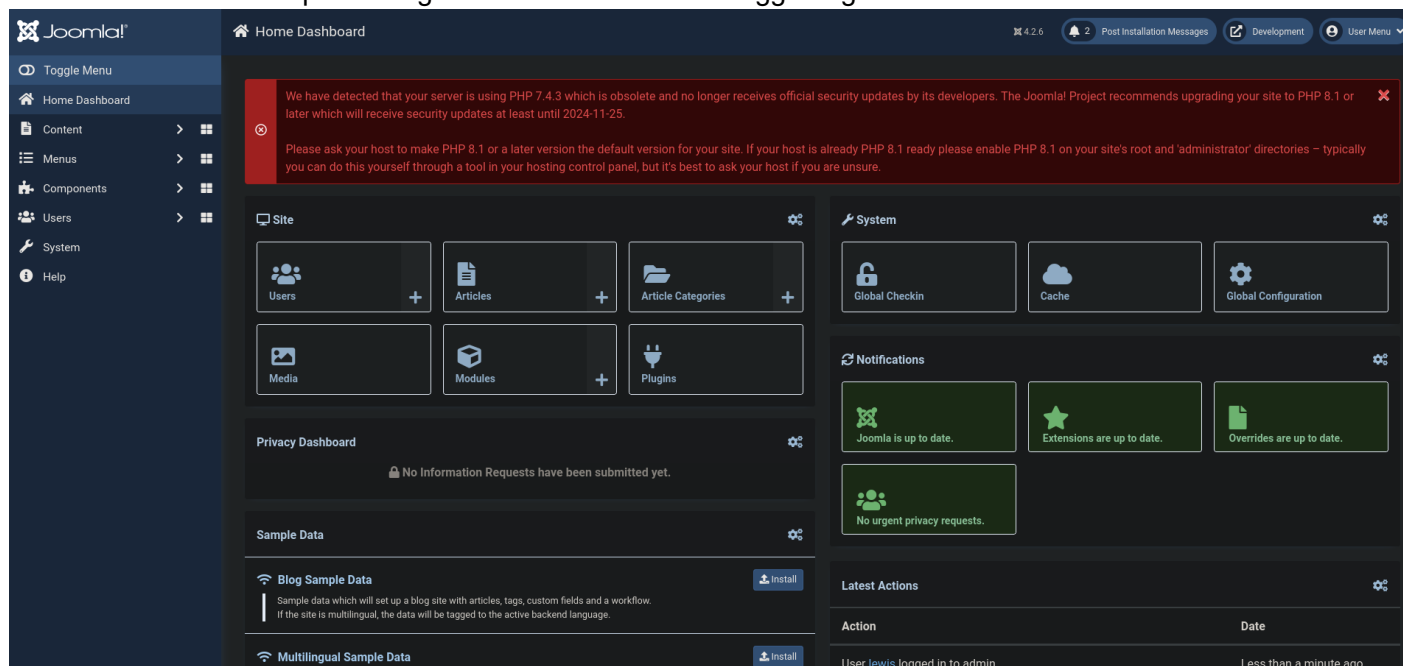 Joomla!
Home Dashboard
4.2.6
2 Post Installation Messages
Development
User Menu
Toggle Menu
Home Dashboard
Content
Menus
Components
Users
System
Help
We have detected that your server is using PHP 7.4.3 which is obsolete and no longer receives official security updates by its developers. The Joomla! Project recommends upgrading your site to PHP 8.1 or
later which will receive security updates at least until 2024-11-25.
Please ask your host to make PHP 8.1 or a later version the default version for your site. If your host is already PHP 8.1 ready please enable PHP 8.1 on your site's root and 'administrator' directories – typically
you can do this yourself through a tool in your hosting control panel, but it's best to ask your host if you are unsure.
Site
Users
Articles
Article Categories
Media
Modules
Plugins
Privacy Dashboard
No Information Requests have been submitted yet.
Sample Data
Blog Sample Data
Install
Sample data which will set up a blog site with articles, tags, custom fields and a workflow.
If the site is multilingual, the data will be tagged to the active backend language.
Multilingual Sample Data
Install
System
Global Checkin
Cache
Global Configuration
Notifications
Joomla is up to date.
Extensions are up to date.
Overrides are up to date.
No urgent privacy requests.
Latest Actions
Action Date
User lewis logged in to admin Less than a minute ago